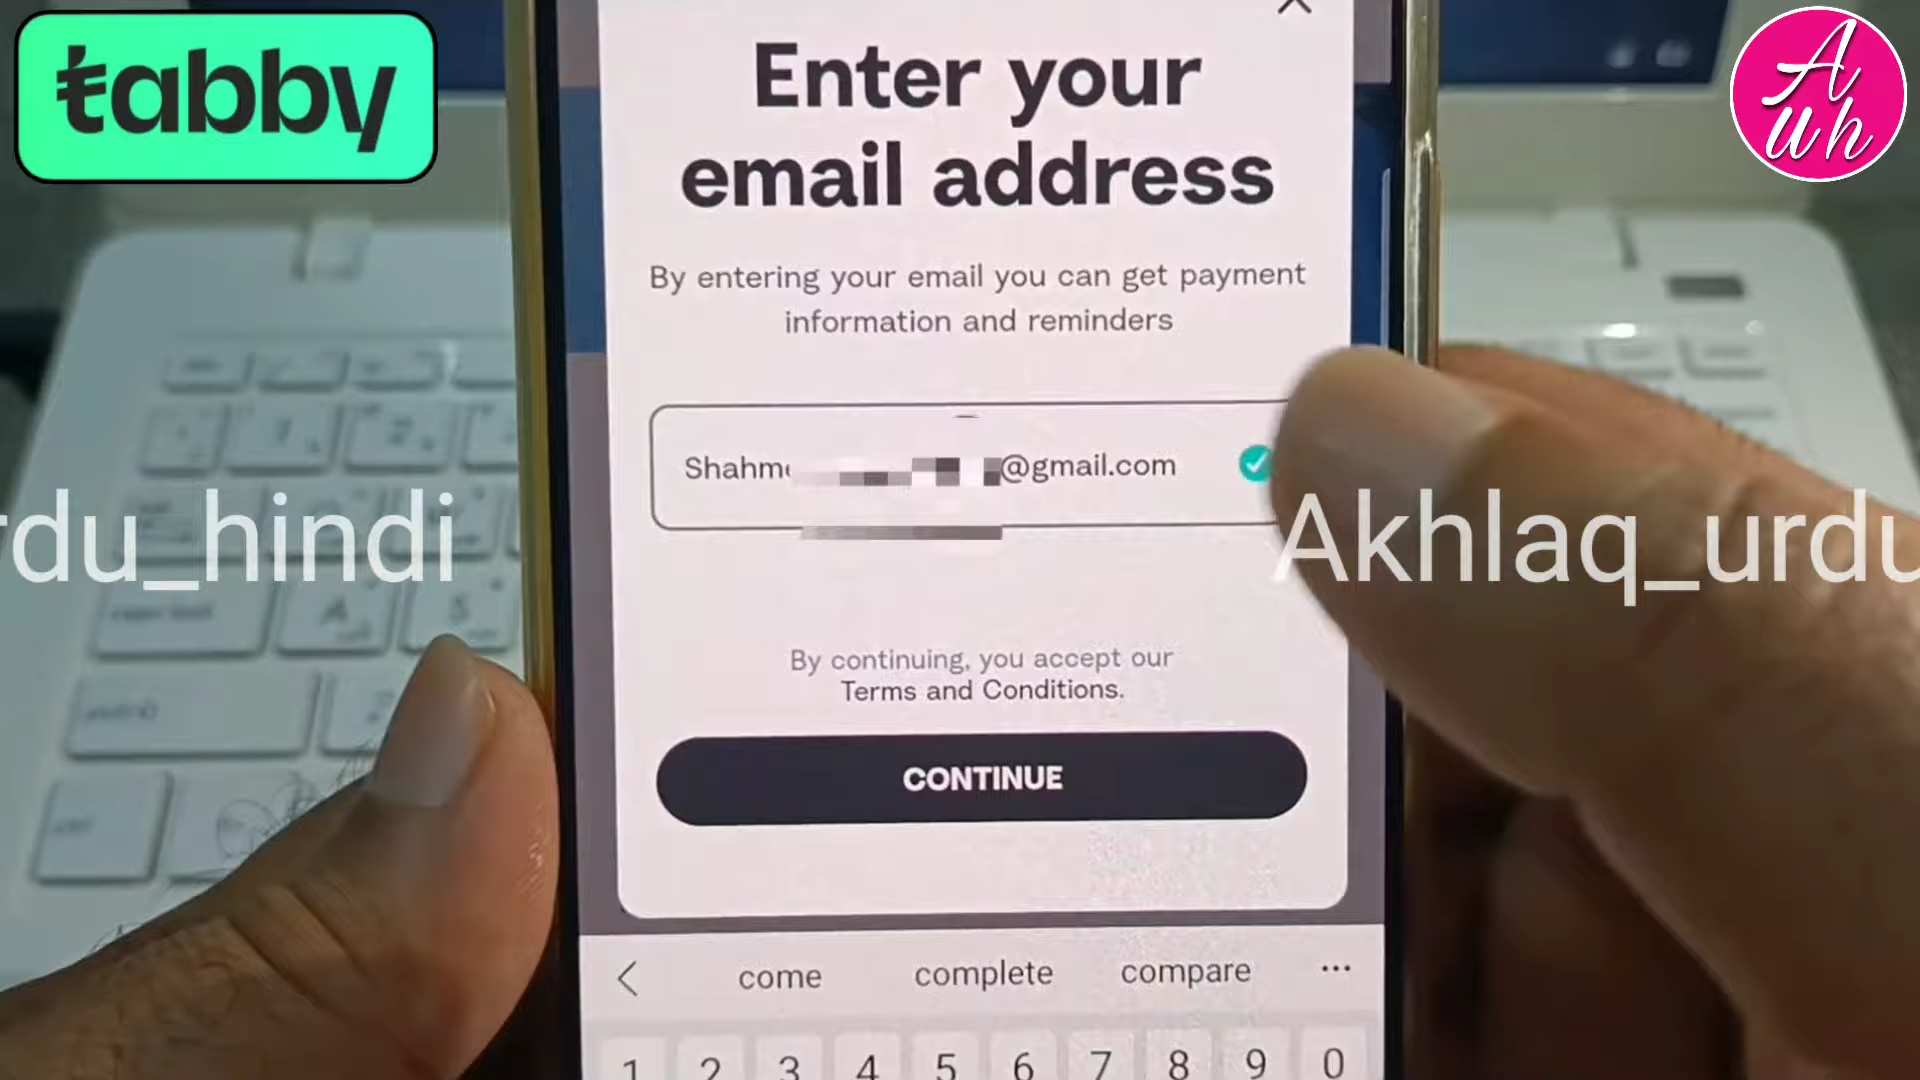 tabby
A
u h
Enter your
email address
By entering your email you can get payment
information and reminders
Shahm
@gmail.com
rdu_hindi
Akhlaq_urdu
By continuing, you accept our
Terms and Conditions.
CONTINUE
come complete compare ...
1 2 3 4 5 6 7 8 9 0